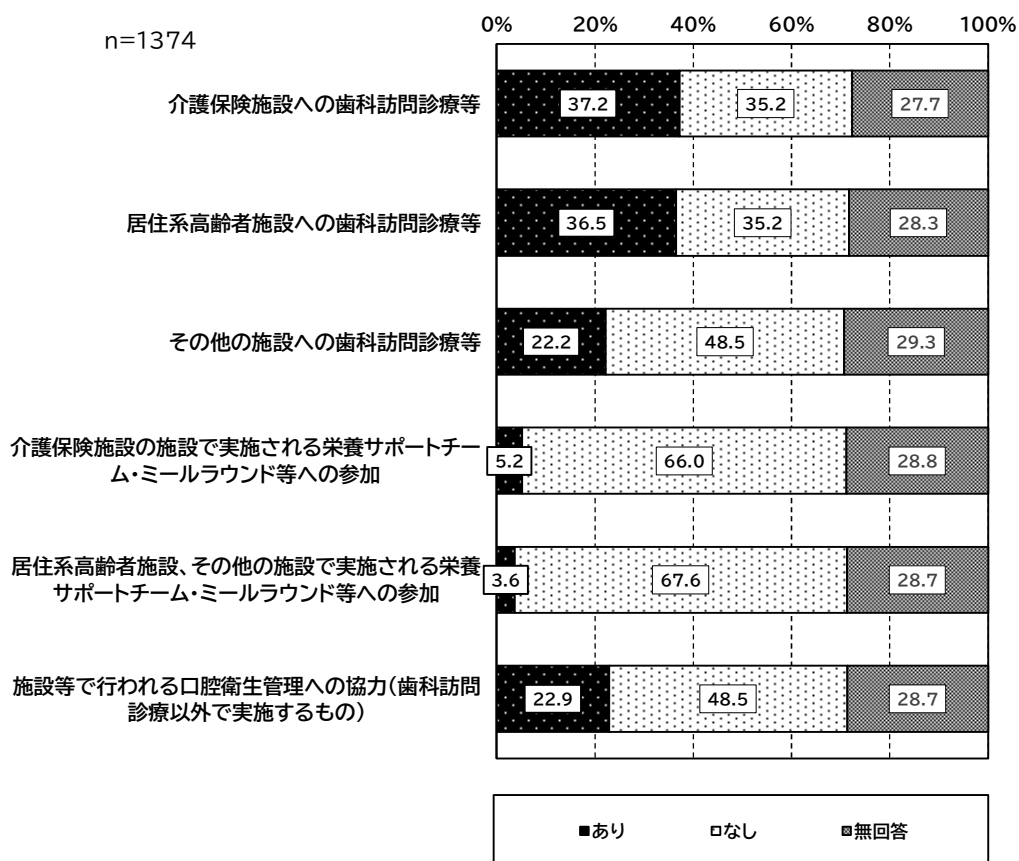 n=1374
0% 20% 40% 60% 80% 100%
介護保険施設への歯科訪問診療等 37.2 35.2 27.7
居住系高齢者施設への歯科訪問診療等 36.5 35.2 28.3
その他の施設への歯科訪問診療等 22.2 48.5 29.3
介護保険施設の施設で実施される栄養サポートチー
ム・ミールラウンド等への参加 5.2 66.0 28.8
居住系高齢者施設、その他の施設で実施される栄養
サポートチーム・ミールラウンド等への参加 3.6 67.6 28.7
施設等で行われる口腔衛生管理への協力(歯科訪問
診療以外で実施するもの) 22.9 48.5 28.7
あり なし 無回答